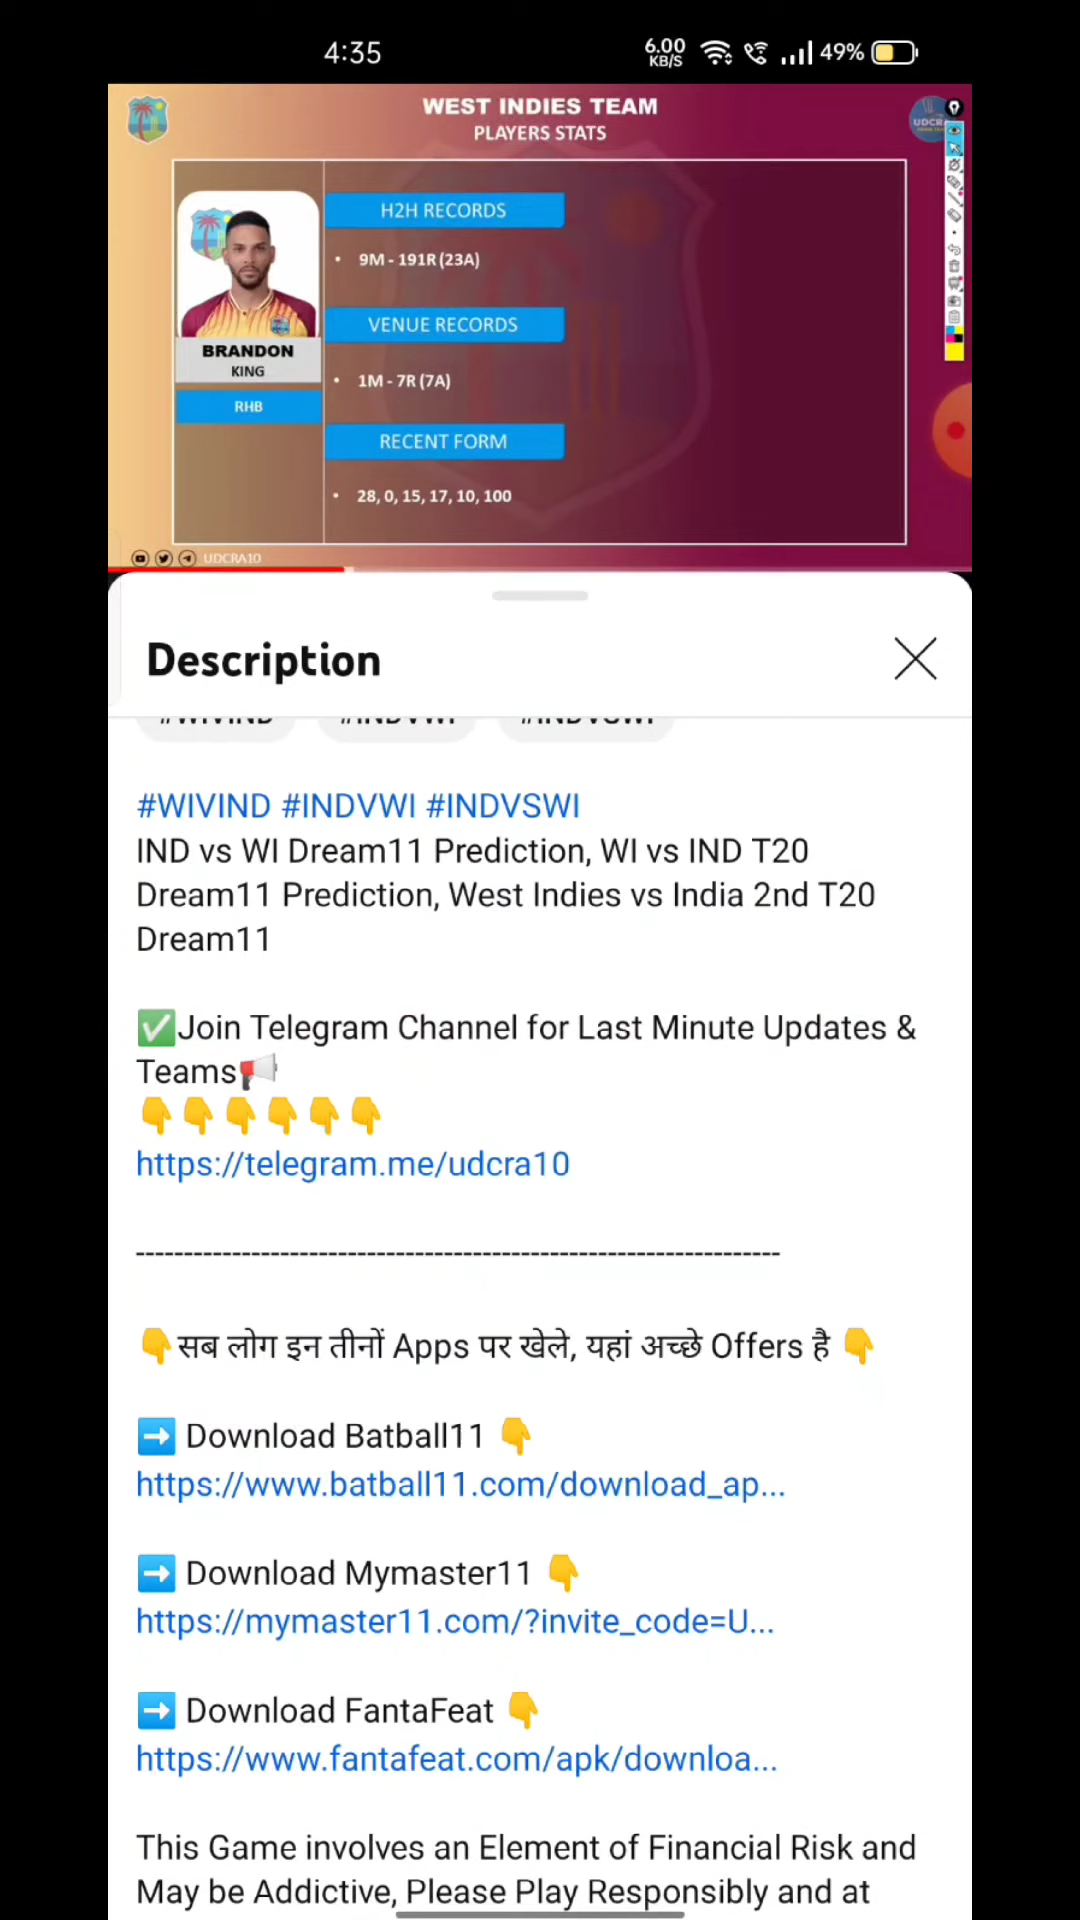 4:35
6.00
KB/S
49%
WEST INDIES TEAM
PLAYERS STATS
UDCRA
H2H RECORDS
• 9M - 191R (23A)
VENUE RECORDS
BRANDON
KING
• 1M - 7R (7A)
RHB
RECENT FORM
• 28, 0, 15, 17, 10, 100
UDCRA10
Description
#WIVIND #INDVWI #INDVSWI
#WIVIND #INDVWI #INDVSWI
IND vs WI Dream11 Prediction, WI vs IND T20
Dream11 Prediction, West Indies vs India 2nd T20
Dream11
✅Join Telegram Channel for Last Minute Updates &
Teams📢
👇👇👇👇👇👇
https://telegram.me/udcra10
-------------------------------------------------------------------
👇सब लोग इन तीनों Apps पर खेले, यहां अच्छे Offers है 👇
➡️ Download Batball11 👇
https://www.batball11.com/download_ap...
➡️ Download Mymaster11 👇
https://mymaster11.com/?invite_code=U...
➡️ Download FantaFeat 👇
https://www.fantafeat.com/apk/downloa...
This Game involves an Element of Financial Risk and
May be Addictive, Please Play Responsibly and at